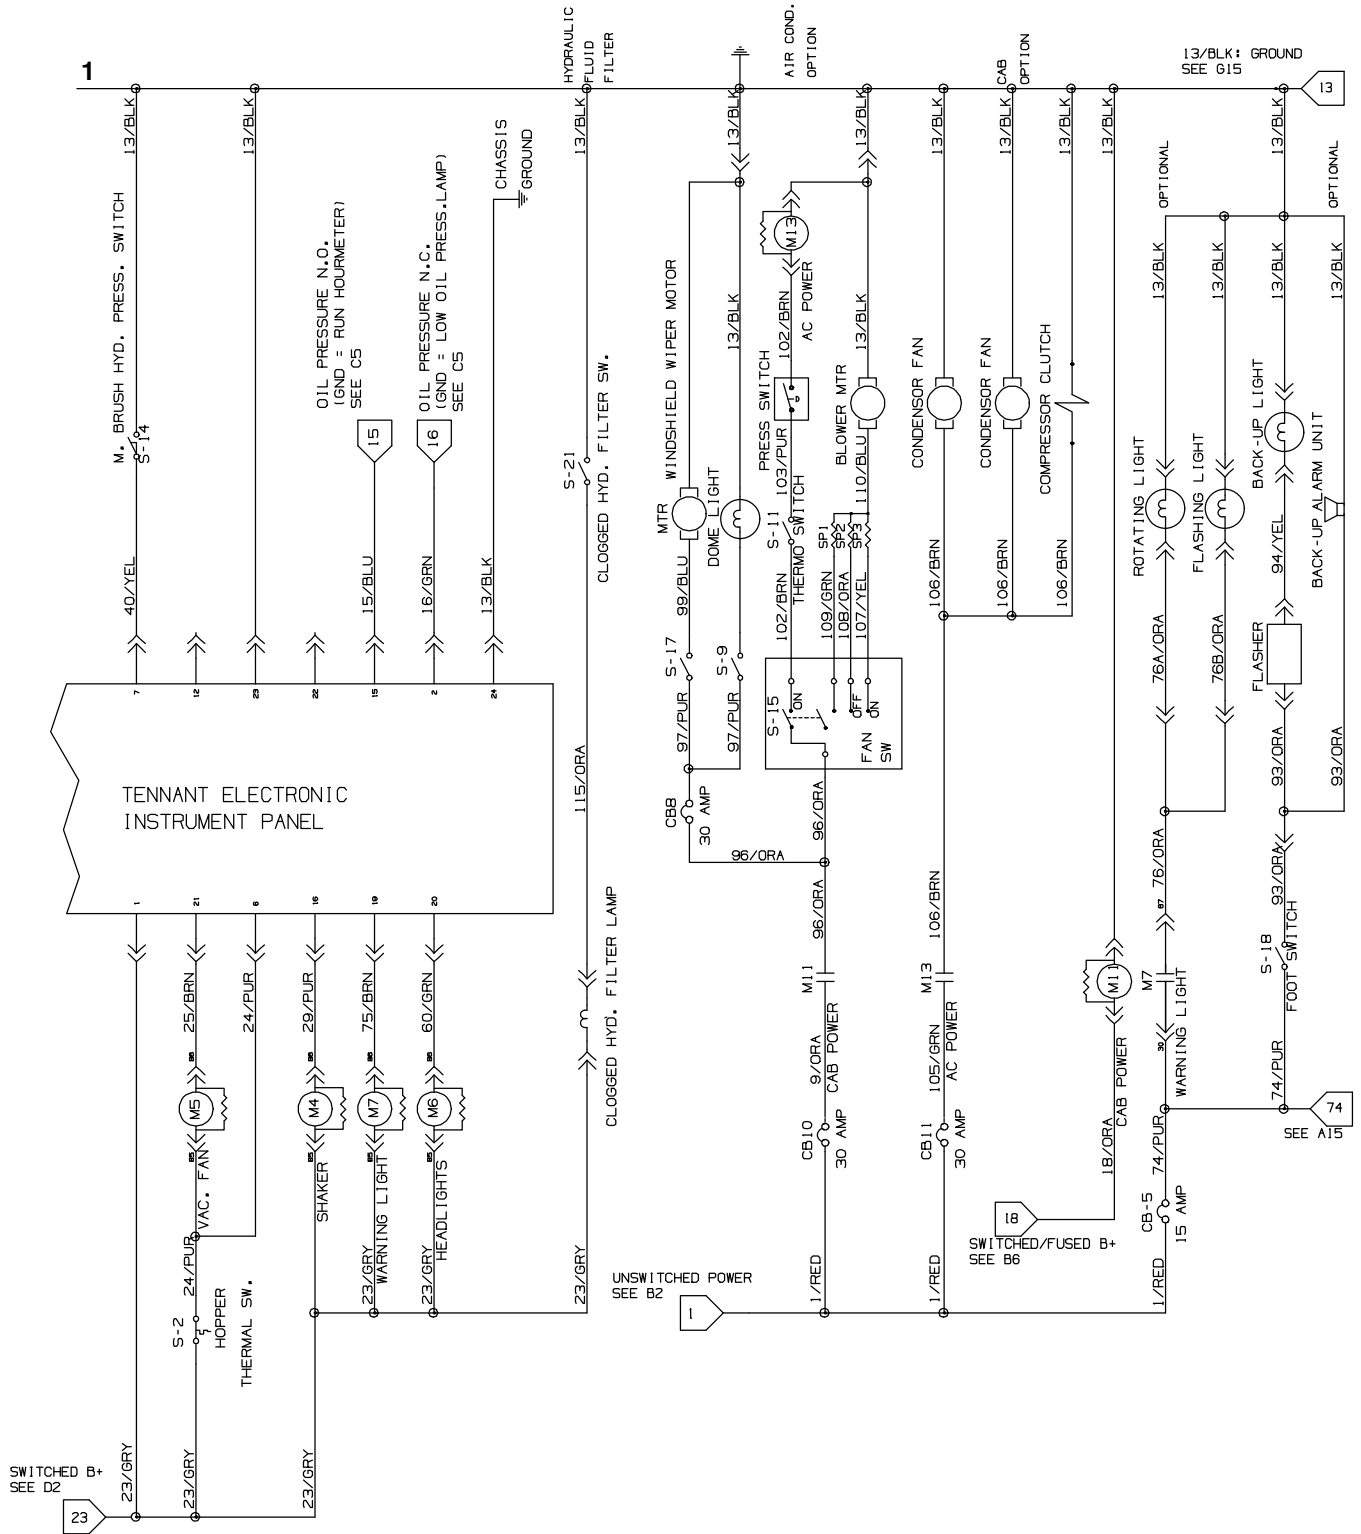 1
13/BLK
13/BLK
HYDRAULIC
FLUID
FILTER
13/BLK
13/BLK
AIR COND.
OPTION
13/BLK
13/BLK
CAB
OPTION
13/BLK
13/BLK
13/BLK
13/BLK: GROUND
SEE G15
13
13/BLK
M. BRUSH HYD. PRESS. SWITCH
S-14
40/YEL
OIL PRESSURE N.O.
(GND = RUN HOURMETER)
SEE C5
15
15/BLU
OIL PRESSURE N.C.
(GND = LOW OIL PRESS.LAMP)
SEE C5
16
16/GRN
CHASSIS
GROUND
13/BLK
S-21
CLOGGED HYD. FILTER SW.
115/ORA
WINDSHIELD WIPER MOTOR
MTR
99/BLU
S-17
97/PUR
13/BLK
DOME LIGHT
S-9
97/PUR
CB8
30 AMP
96/ORA
M13
AC POWER
102/BRN
PRESS SWITCH
103/PUR
S-11
THERMO SWITCH
102/BRN
13/BLK
BLOWER MTR
110/BLU
SP1
SP2
SP3
109/GRN
108/ORA
107/YEL
S-15
ON
OFF
ON
FAN
SW
96/ORA
96/ORA
CONDENSOR FAN
106/BRN
CONDENSOR FAN
106/BRN
COMPRESSOR CLUTCH
106/BRN
OPTIONAL
OPTIONAL
13/BLK
13/BLK
13/BLK
13/BLK
ROTATING LIGHT
FLASHING LIGHT
BACK-UP LIGHT
BACK-UP ALARM UNIT
94/YEL
FLASHER
76A/ORA
76B/ORA
93/ORA
93/ORA
76/ORA
93/ORA
7
12
23
22
15
2
24
TENNANT ELECTRONIC
INSTRUMENT PANEL
1
21
6
16
19
20
25/BRN
24/PUR
29/PUR
75/BRN
60/GRN
86
86
86
86
M5
M4
M7
M6
85
85
85
85
VAC. FAN
SHAKER
WARNING LIGHT
HEADLIGHTS
24/PUR
S-2
HOPPER
THERMAL SW.
23/GRY
23/GRY
23/GRY
23/GRY
23/GRY
23/GRY
SWITCHED B+
SEE D2
23
CLOGGED HYD. FILTER LAMP
M11
9/ORA
CAB POWER
CB10
30 AMP
1/RED
106/BRN
M13
105/GRN
AC POWER
CB11
30 AMP
1/RED
M11
CAB POWER
18/ORA
18
SWITCHED/FUSED B+
SEE B6
87
M7
30
WARNING LIGHT
74/PUR
CB-5
15 AMP
1/RED
S-18
FOOT SWITCH
74/PUR
74
SEE A15
UNSWITCHED POWER
SEE B2
1